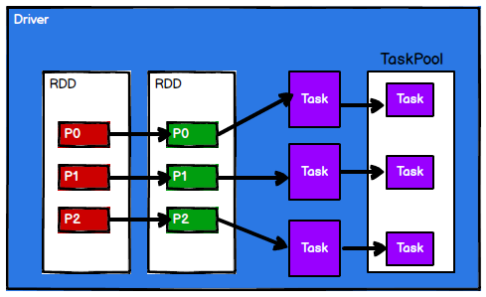 Driver
TaskPool
RDD
RDD
P0
P0
Task
Task
P1
P1
Task
Task
P2
P2
Task
Task